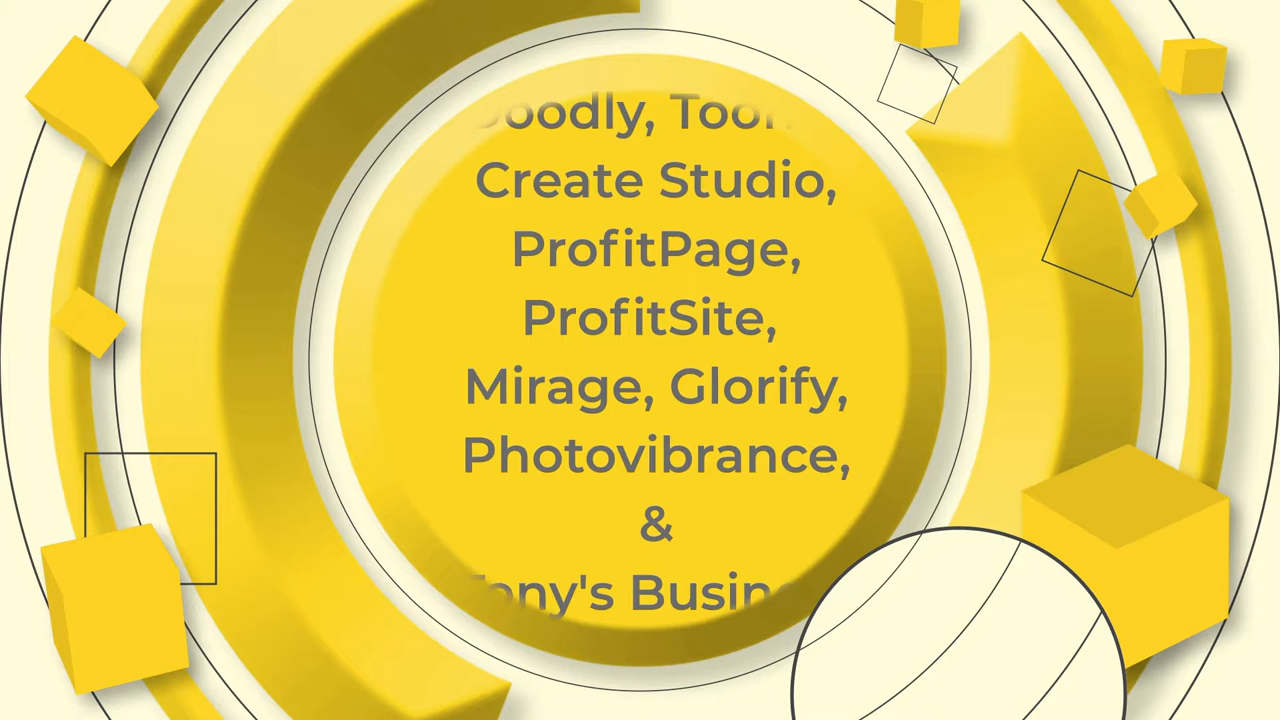 Create Studio,
ProfitPage,
ProfitSite,
Mirage, Glorify,
Photovibrance,
&